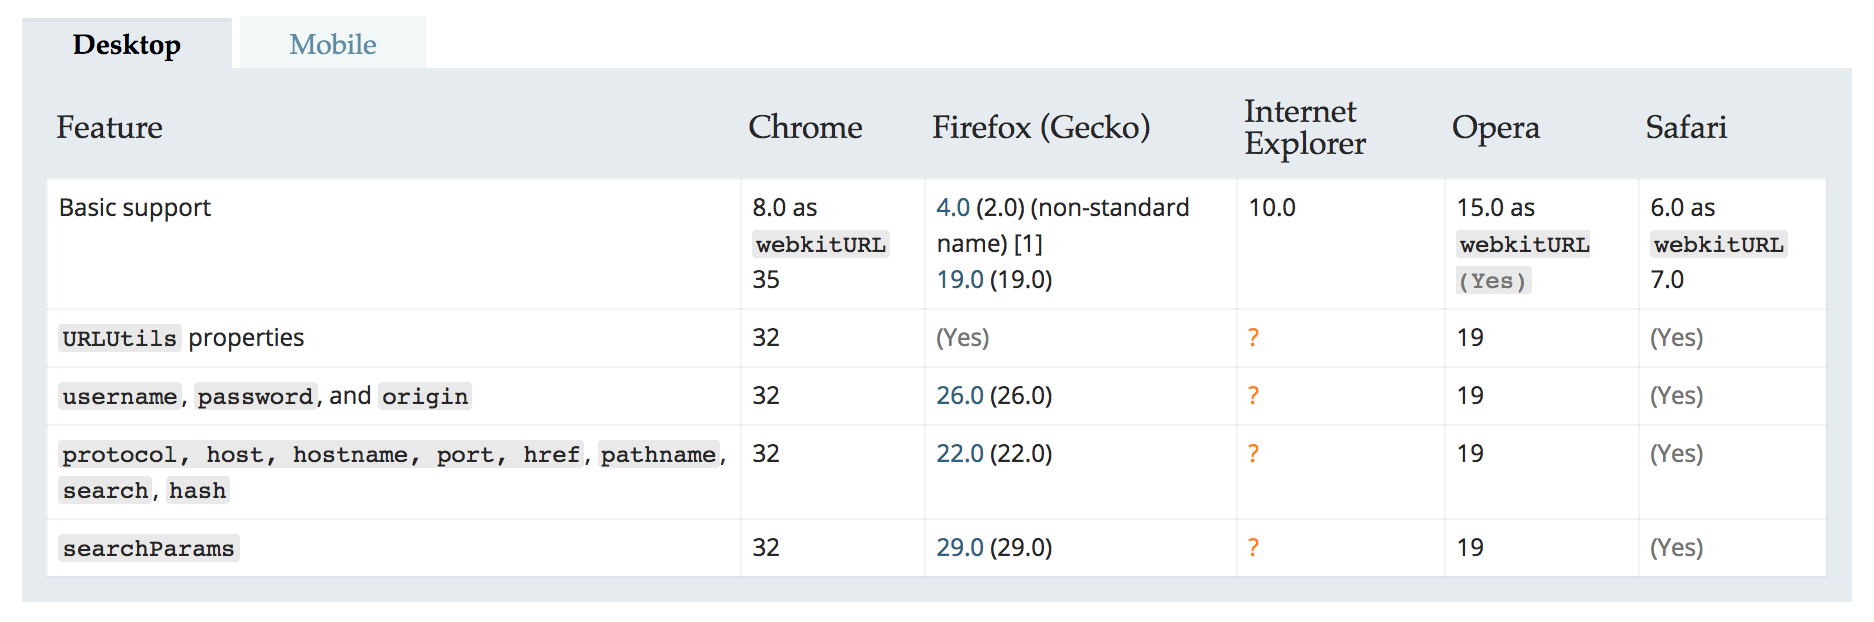 Desktop
Mobile
Feature
Chrome
Firefox (Gecko)
Internet
Explorer
Opera
Safari
Basic support
8.0 as
webkitURL
35
4.0 (2.0) (non-standard
name) [1]
19.0 (19.0)
10.0
15.0 as
webkitURL
(Yes)
6.0 as
webkitURL
7.0
URLUtils properties
32
(Yes)
?
19
(Yes)
username, password, and origin
32
26.0 (26.0)
?
19
(Yes)
protocol, host, hostname, port, href, pathname,
search, hash
32
22.0 (22.0)
?
19
(Yes)
searchParams
32
29.0 (29.0)
?
19
(Yes)